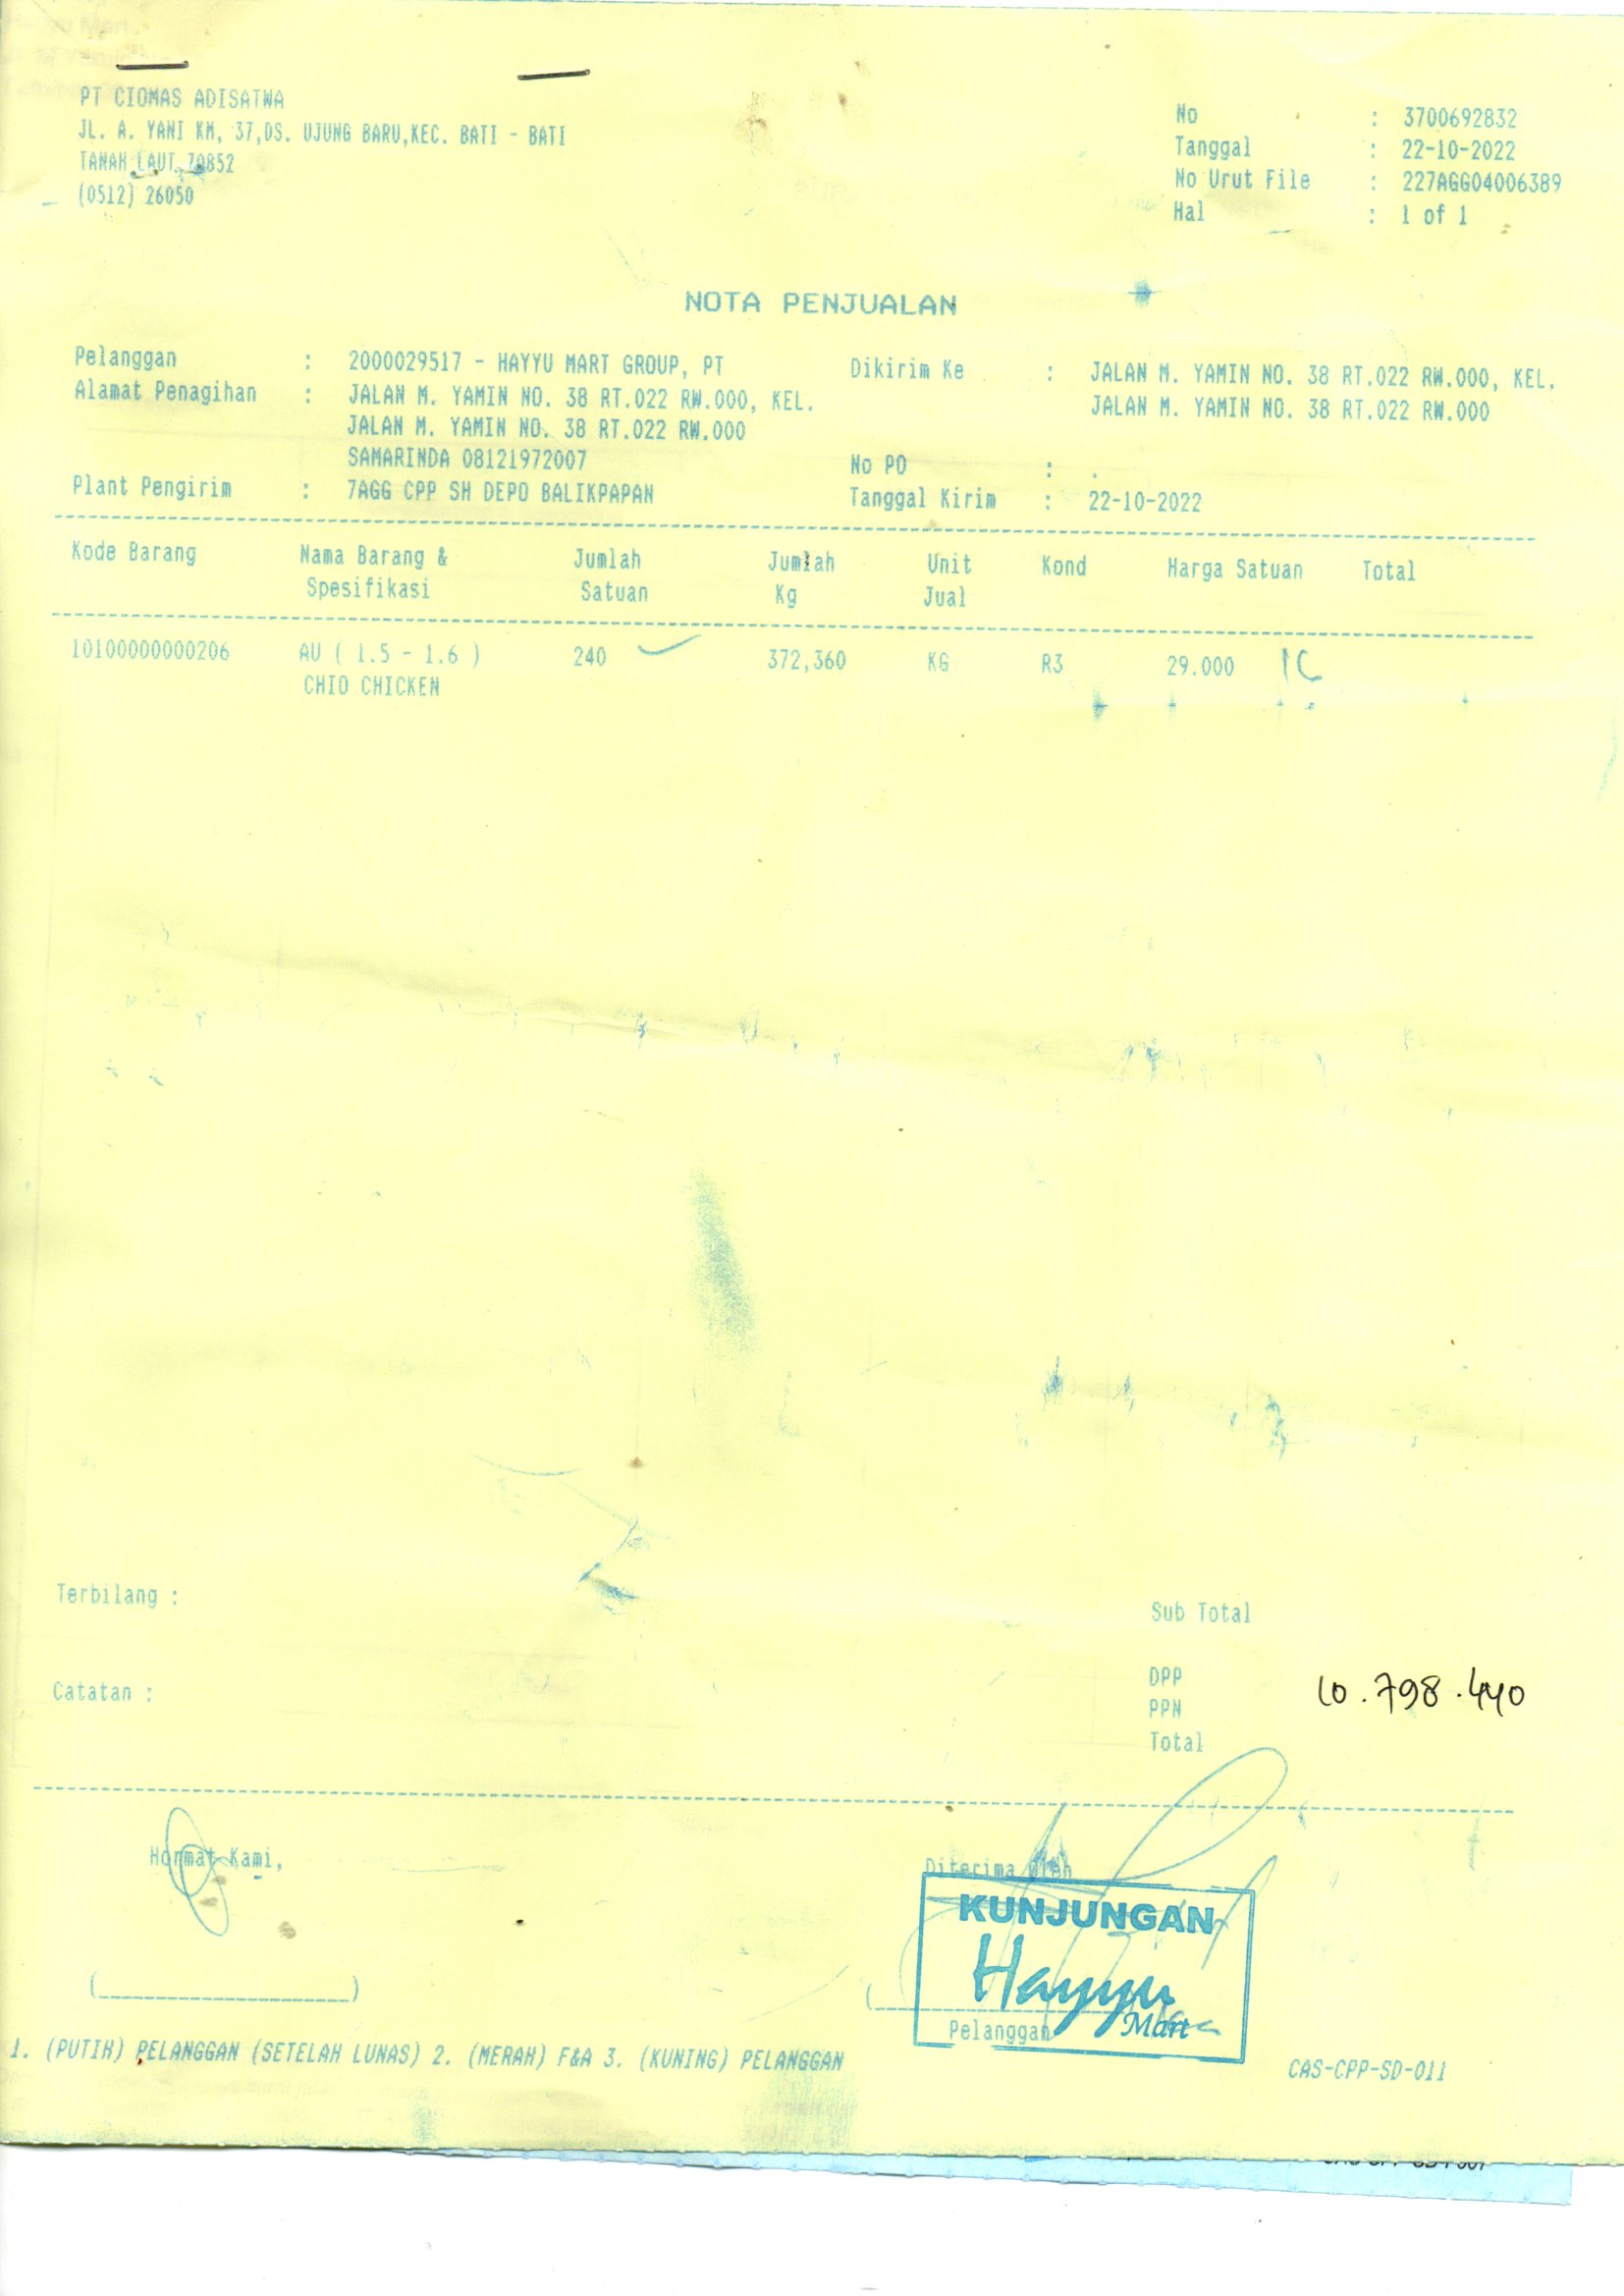 PT CIOMAS ADISATWA
JL. A. YANI KM, 37,DS. UJUNG BARU,KEC. BATI - BATI
TANAH LAUT 70852
(0512) 26050
No : 3700692832
Tanggal : 22-10-2022
No Urut File : 227AGG04006389
Hal : 1 of 1
NOTA PENJUALAN
Pelanggan : 2000029517 - HAYYU MART GROUP, PT
Alamat Penagihan : JALAN M. YAMIN NO. 38 RT.022 RW.000, KEL.
JALAN M. YAMIN NO. 38 RT.022 RW.000
SAMARINDA 08121972007
Plant Pengirim : 7AGG CPP SH DEPO BALIKPAPAN
Dikirim Ke : JALAN M. YAMIN NO. 38 RT.022 RW.000, KEL.
JALAN M. YAMIN NO. 38 RT.022 RW.000
No PO : .
Tanggal Kirim : 22-10-2022
Kode Barang Nama Barang & Jumlah Jumlah Unit Kond Harga Satuan Total
Spesifikasi Satuan Kg Jual
10100000000206 AU ( 1.5 - 1.6 ) 240 372,360 KG R3 29.000
CHIO CHICKEN
Terbilang :
Sub Total
Catatan :
DPP
10.798.440
PPN
Total
Hormat Kami,
Diterima Oleh
KUNJUNGAN
Hayyu
Mart
Pelanggan
1. (PUTIH) PELANGGAN (SETELAH LUNAS) 2. (MERAH) F&A 3. (KUNING) PELANGGAN
CAS-CPP-SD-011